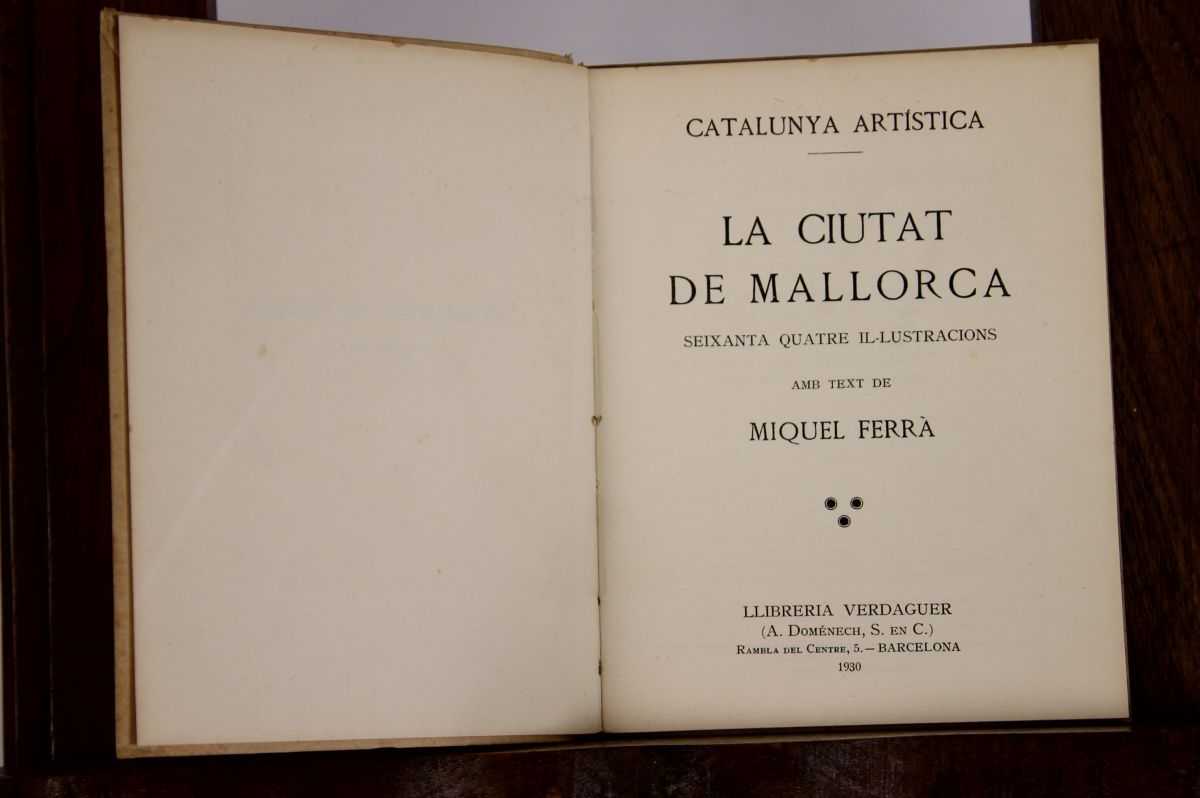 CATALUNYA ARTÍSTICA
LA CIUTAT
DE MALLORCA
SEIXANTA QUATRE IL·LUSTRACIONS
AMB TEXT DE
MIQUEL FERRÀ
LLIBRERIA VERDAGUER
(A. DOMÉNECH, S. EN C.)
RAMBLA DEL CENTRE, 5.—BARCELONA
1930